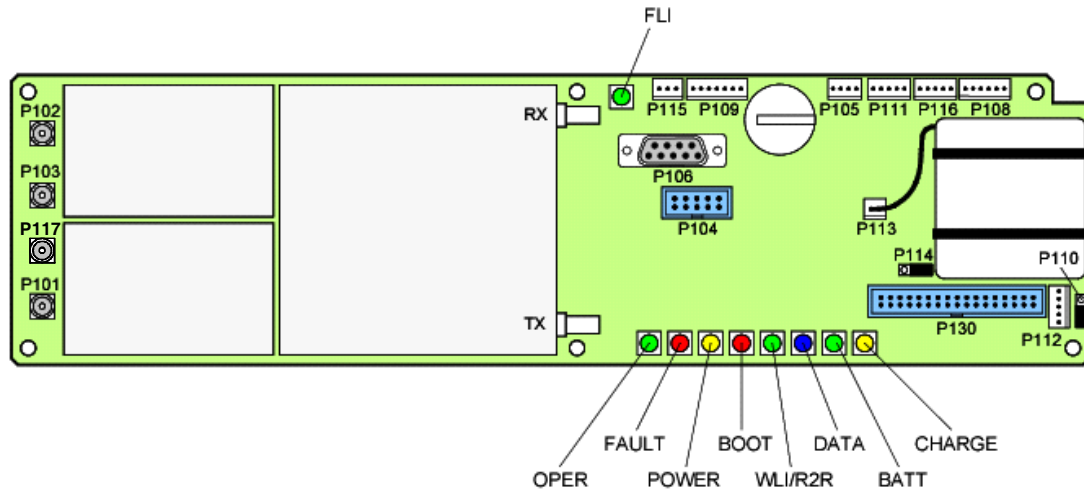 FLI
P102
P115 P109 P105 P111 P116 P108
RX
P106
P103
P104
P117
P113
P114
P110
P101
TX
P130
P112
FAULT BOOT DATA CHARGE
OPER POWER WLI/R2R BATT